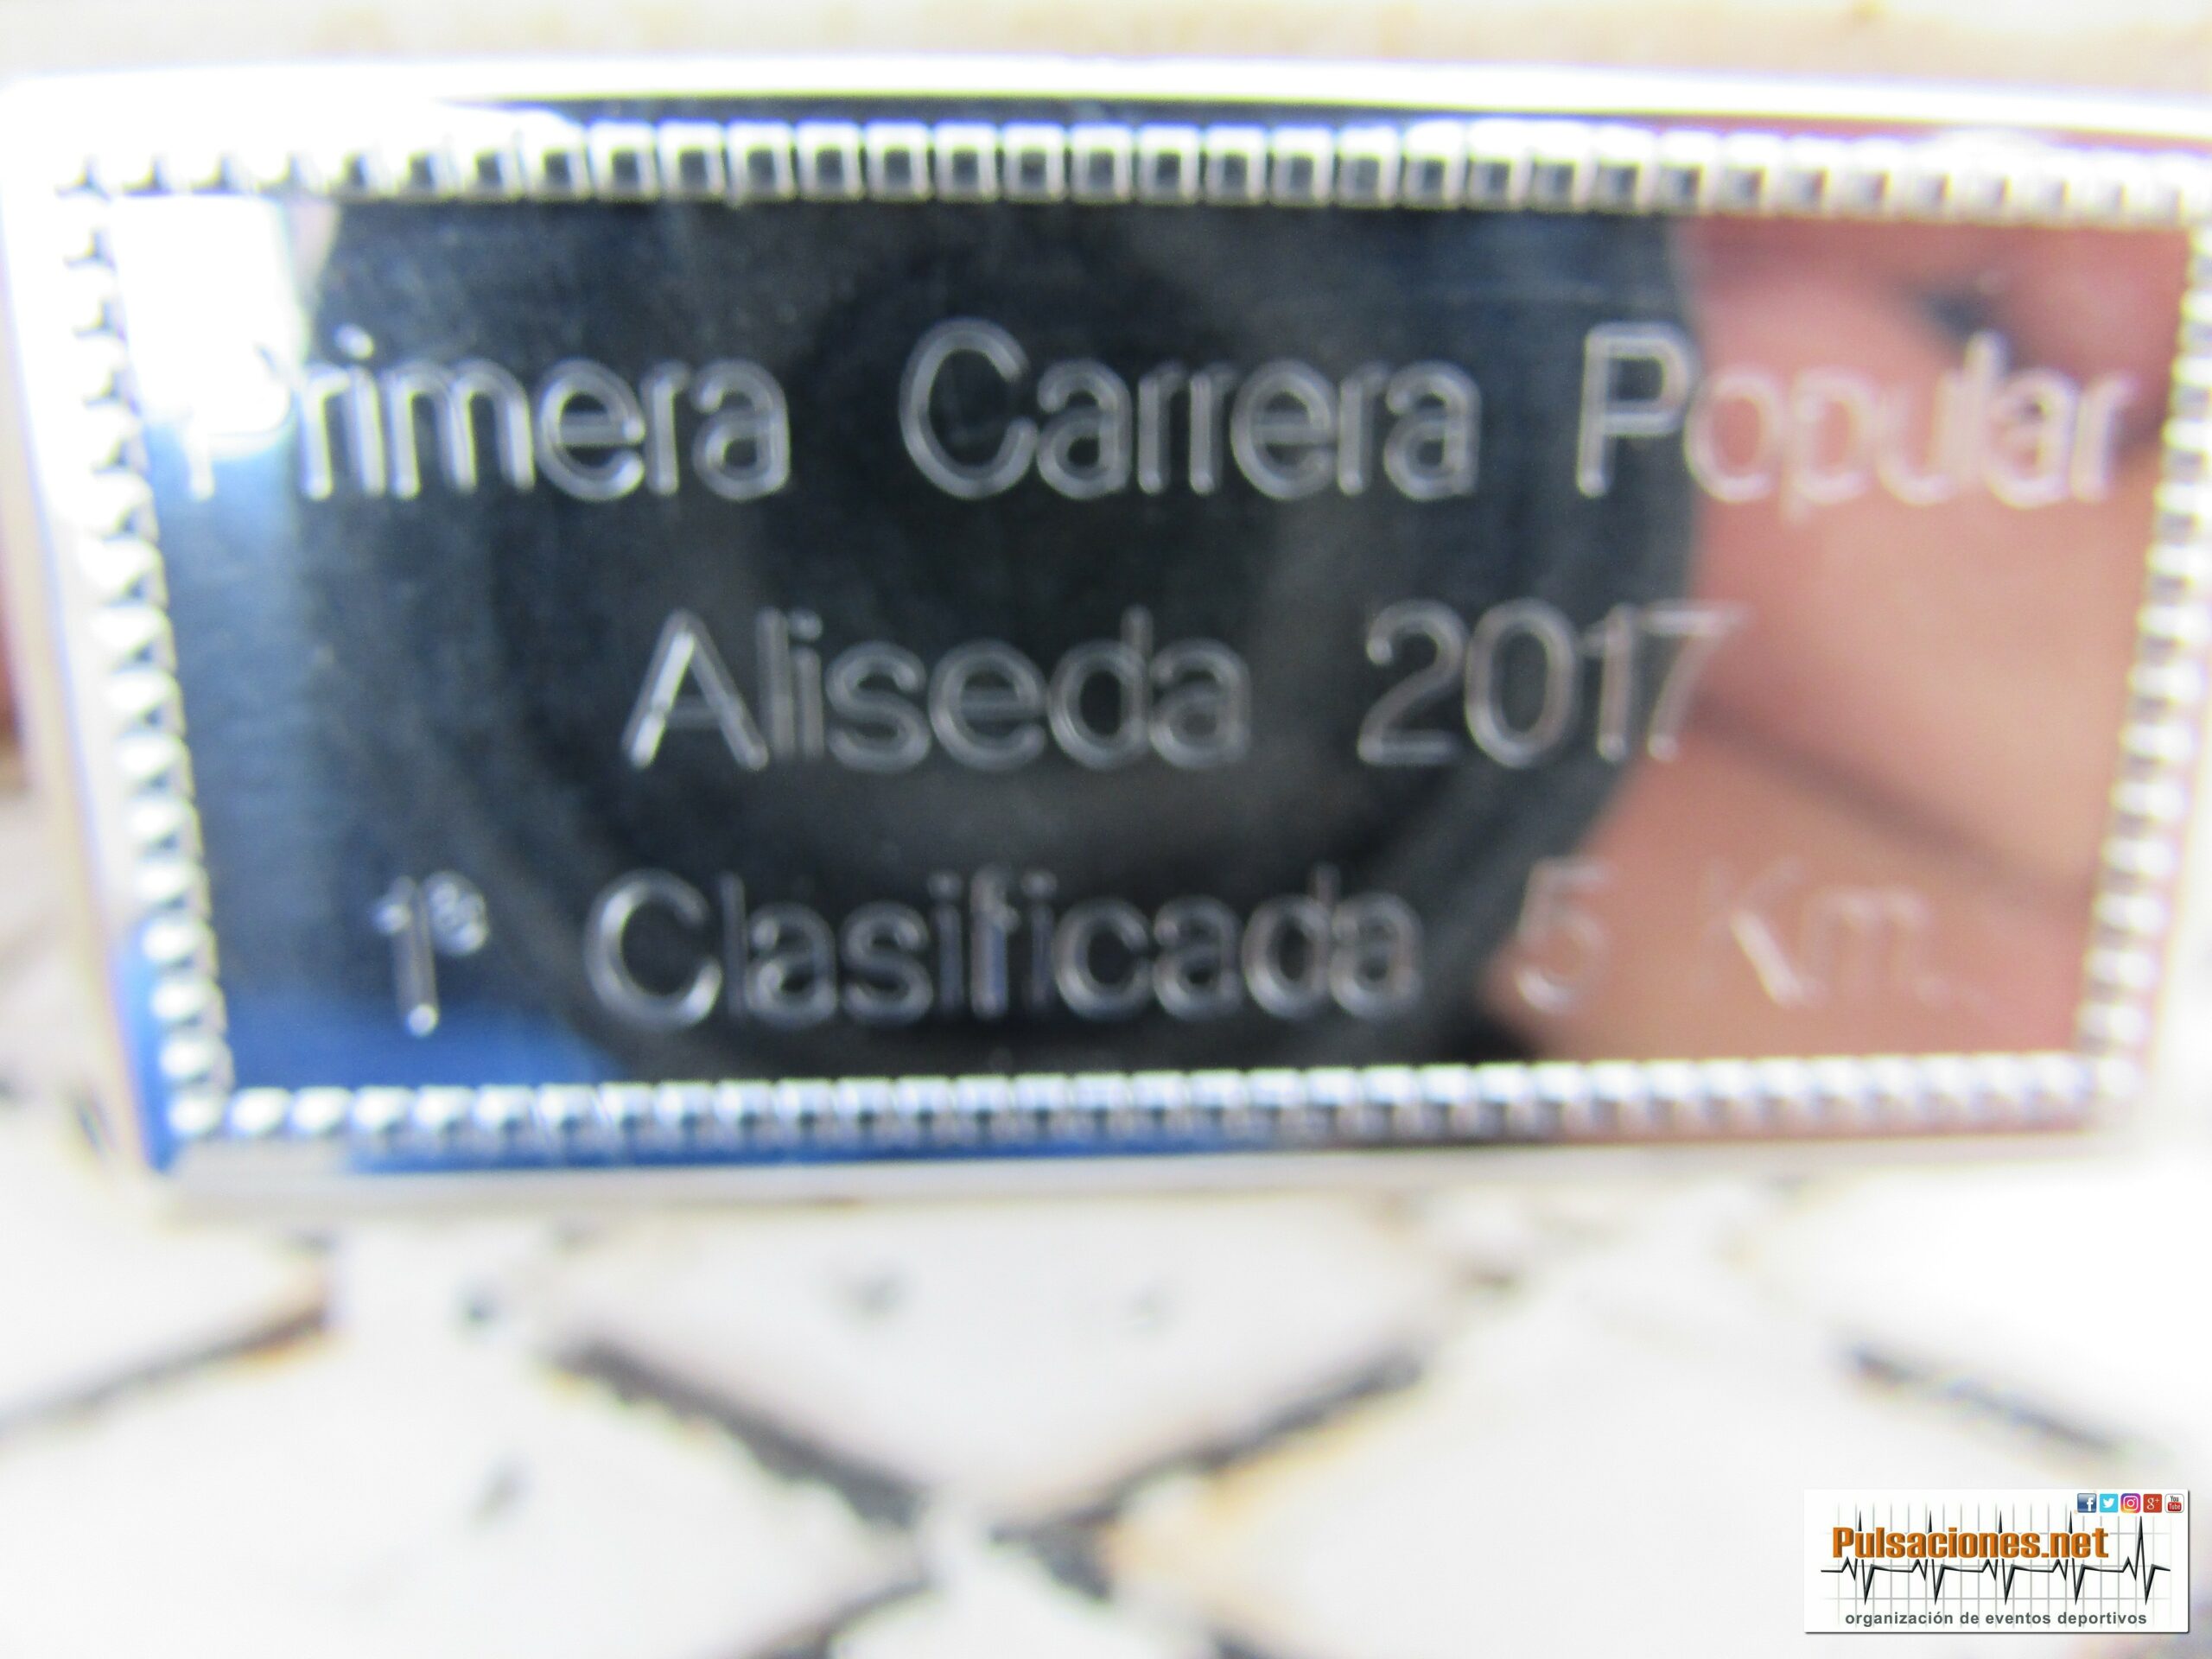 Primera Carrera Popular
Aliseda 2017
1ª Clasificada 5 Km.
Pulsaciones.net
organización de eventos deportivos